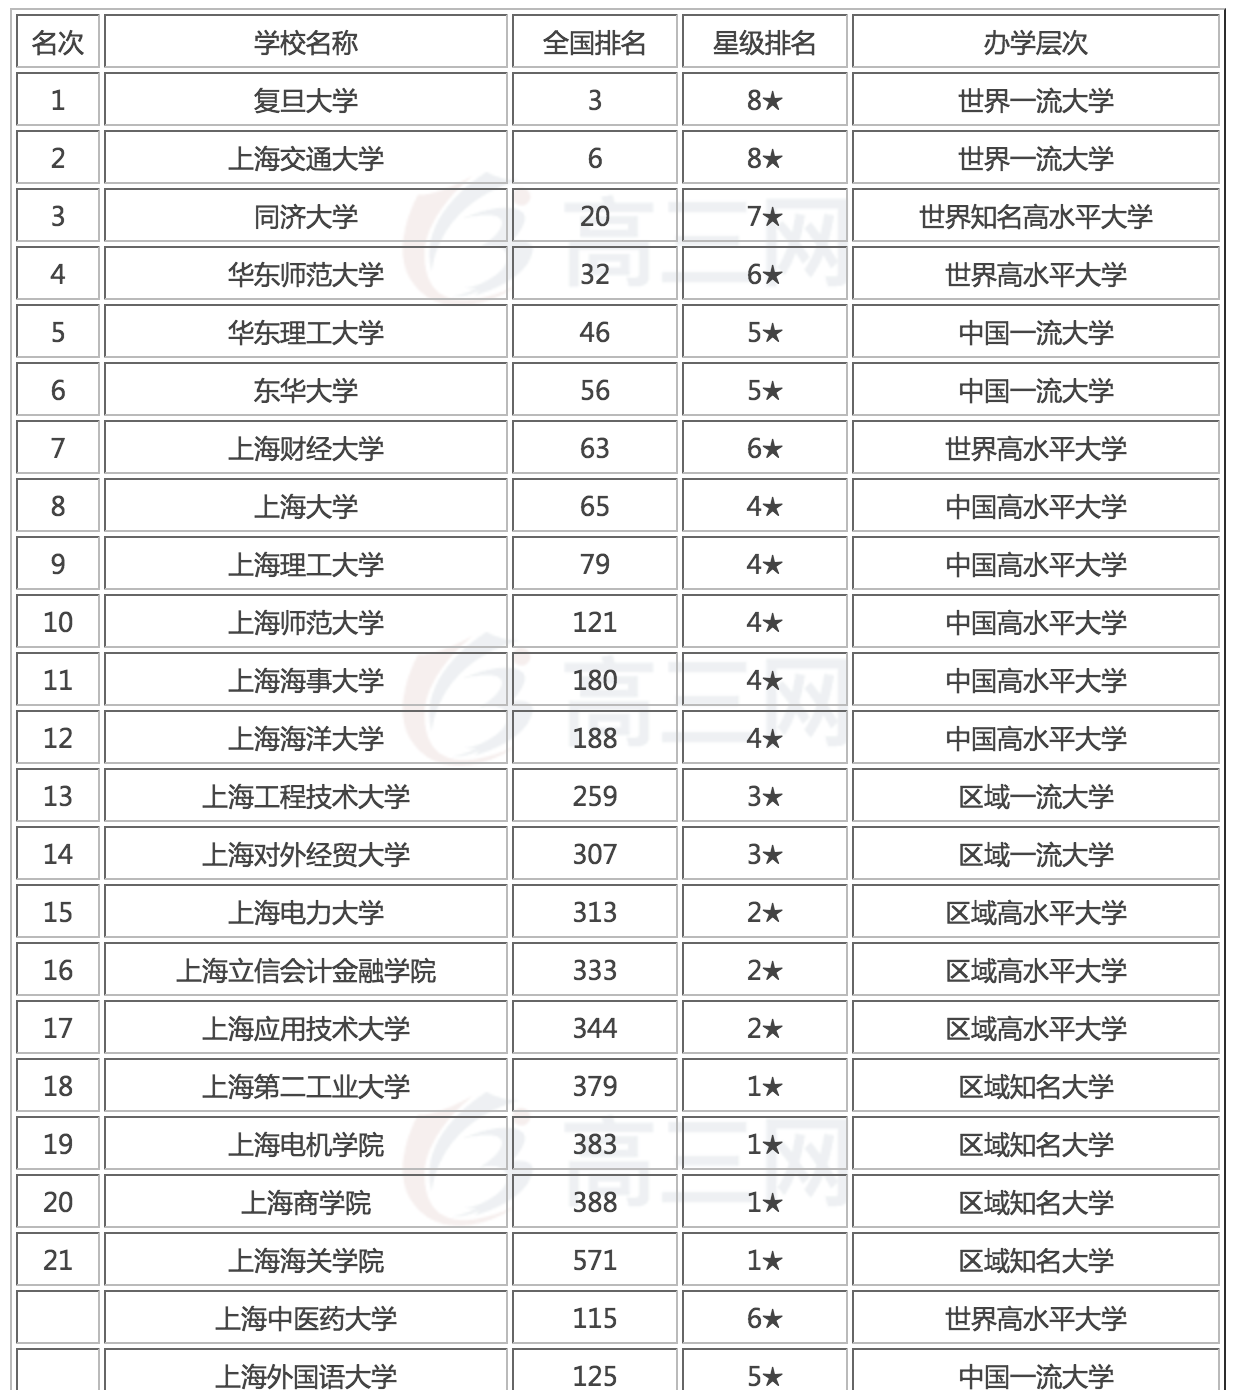 名次 学校名称 全国排名 星级排名 办学层次
1 复旦大学 3 8★ 世界一流大学
2 上海交通大学 6 8★ 世界一流大学
3 同济大学 20 7★ 世界知名高水平大学
4 华东师范大学 32 6★ 世界高水平大学
5 华东理工大学 46 5★ 中国一流大学
6 东华大学 56 5★ 中国一流大学
7 上海财经大学 63 6★ 世界高水平大学
8 上海大学 65 4★ 中国高水平大学
9 上海理工大学 79 4★ 中国高水平大学
10 上海师范大学 121 4★ 中国高水平大学
11 上海海事大学 180 4★ 中国高水平大学
12 上海海洋大学 188 4★ 中国高水平大学
13 上海工程技术大学 259 3★ 区域一流大学
14 上海对外经贸大学 307 3★ 区域一流大学
15 上海电力大学 313 2★ 区域高水平大学
16 上海立信会计金融学院 333 2★ 区域高水平大学
17 上海应用技术大学 344 2★ 区域高水平大学
18 上海第二工业大学 379 1★ 区域知名大学
19 上海电机学院 383 1★ 区域知名大学
20 上海商学院 388 1★ 区域知名大学
21 上海海关学院 571 1★ 区域知名大学
上海中医药大学 115 6★ 世界高水平大学
上海外国语大学 125 5★ 中国一流大学
高三网
高三网
高三网